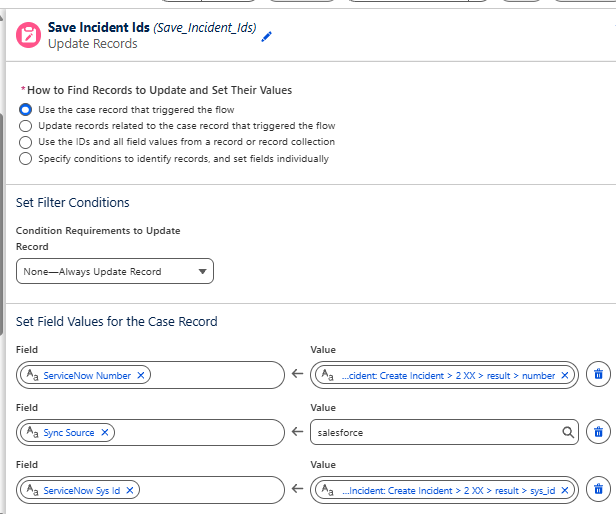 Save Incident Ids (Save_Incident_Ids)
Update Records
*How to Find Records to Update and Set Their Values
Use the case record that triggered the flow
Update records related to the case record that triggered the flow
Use the IDs and all field values from a record or record collection
Specify conditions to identify records, and set fields individually
Set Filter Conditions
Condition Requirements to Update
Record
None—Always Update Record
Set Field Values for the Case Record
Field Value
Aa ServiceNow Number × ← Aa ...cident: Create Incident > 2 XX > result > number ×
Field Value
Aa Sync Source × ← salesforce
Field Value
Aa ServiceNow Sys Id × ← Aa ...Incident: Create Incident > 2 XX > result > sys_id ×